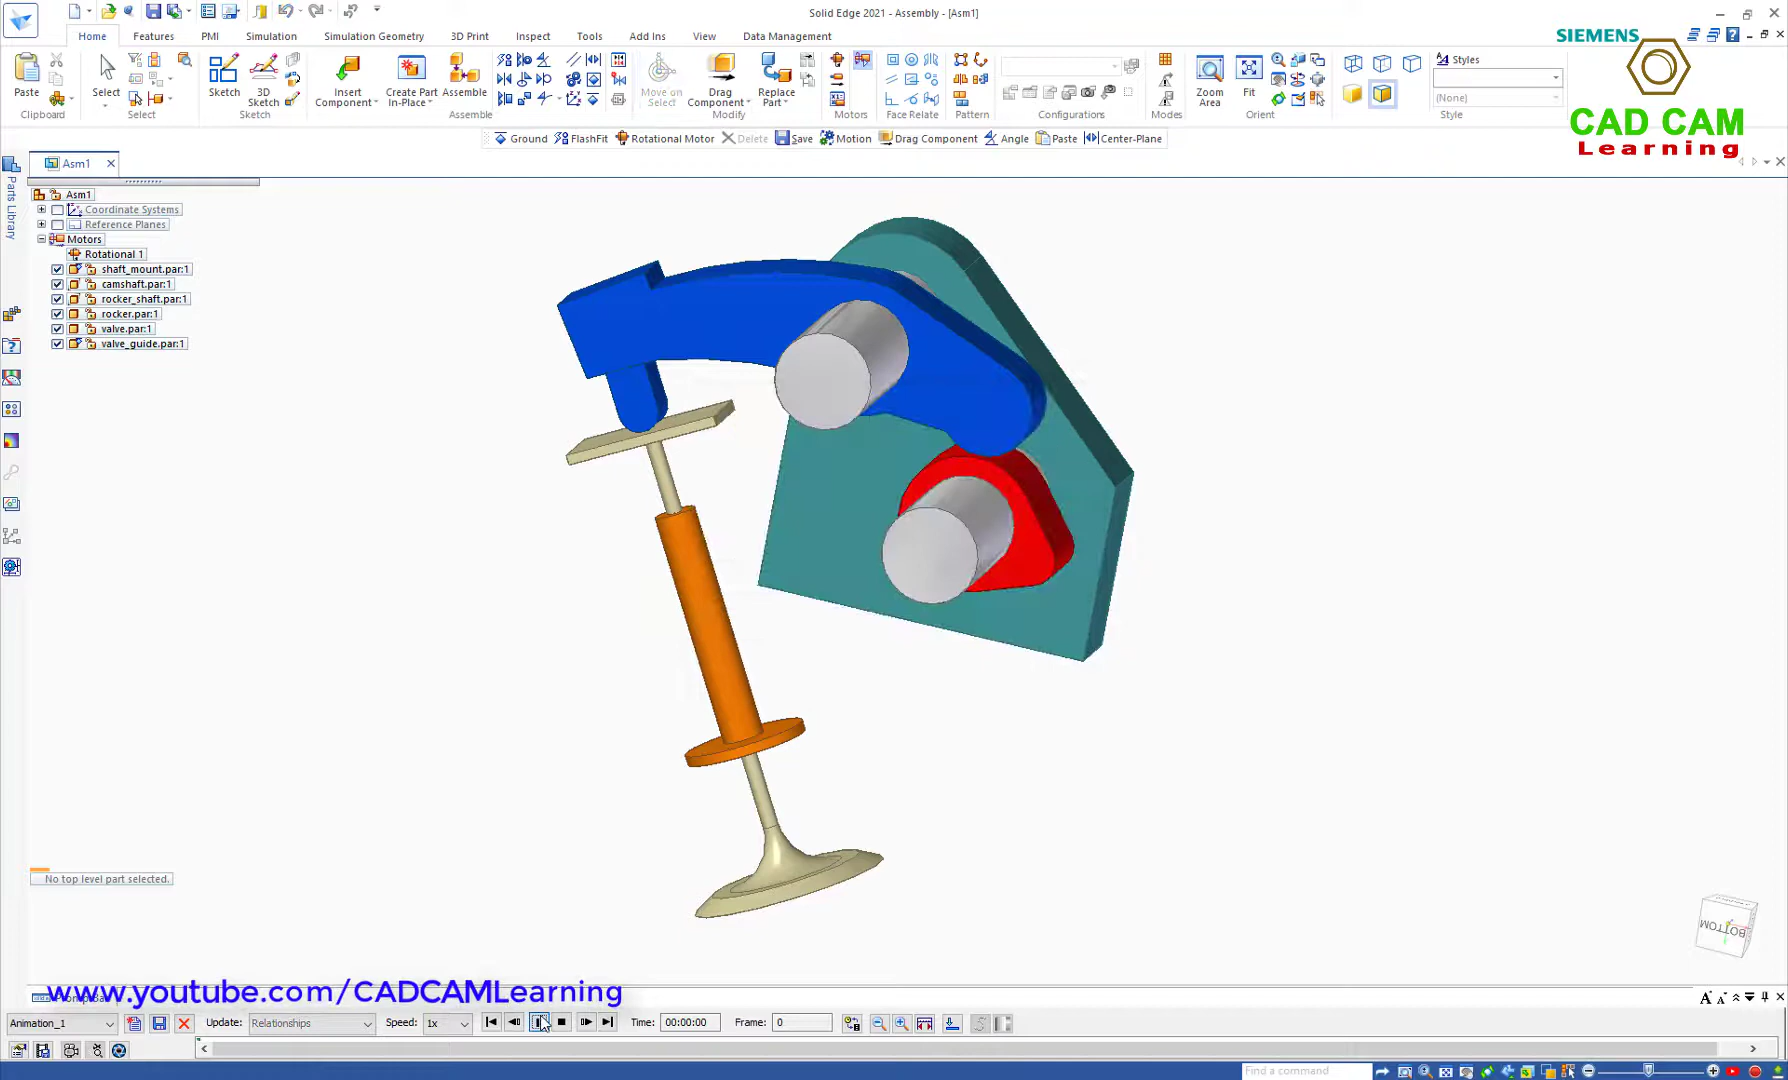 Solid Edge 2021 - Assembly - [Asm1]
Home Features PMI Simulation Simulation Geometry 3D Print Inspect Tools Add Ins View Data Management
SIEMENS
Paste Select Sketch 3D Sketch Insert Component Create Part In-Place Assemble Move on Select Drag Component Replace Part Zoom Area Fit Styles
(None)
Clipboard Select Sketch Assemble Modify Motors Face Relate Pattern Configurations Modes Orient Style
CAD CAM
Learning
Ground FlashFit Rotational Motor Delete Save Motion Drag Component Angle Paste Center-Plane
Asm1
Parts Library
Asm1
Coordinate Systems
Reference Planes
Motors
Rotational 1
shaft_mount.par:1
camshaft.par:1
rocker_shaft.par:1
rocker.par:1
valve.par:1
valve_guide.par:1
No top level part selected.
BOTTOM
www.youtube.com/CADCAMLearning
Animation_1 Update: Relationships Speed: 1x Time: 00:00:00 Frame: 0
Find a command